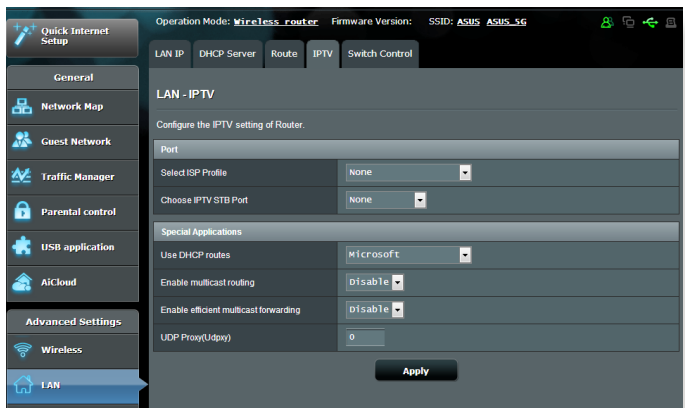 Quick Internet Setup
Operation Mode: Wireless router Firmware Version: SSID: ASUS ASUS_5G
LAN IP DHCP Server Route IPTV Switch Control
General
Network Map
Guest Network
Traffic Manager
Parental control
USB application
AiCloud
Advanced Settings
Wireless
LAN
LAN - IPTV
Configure the IPTV setting of Router.
Port
Select ISP Profile None
Choose IPTV STB Port None
Special Applications
Use DHCP routes Microsoft
Enable multicast routing Disable
Enable efficient multicast forwarding Disable
UDP Proxy(Udpxy) 0
Apply